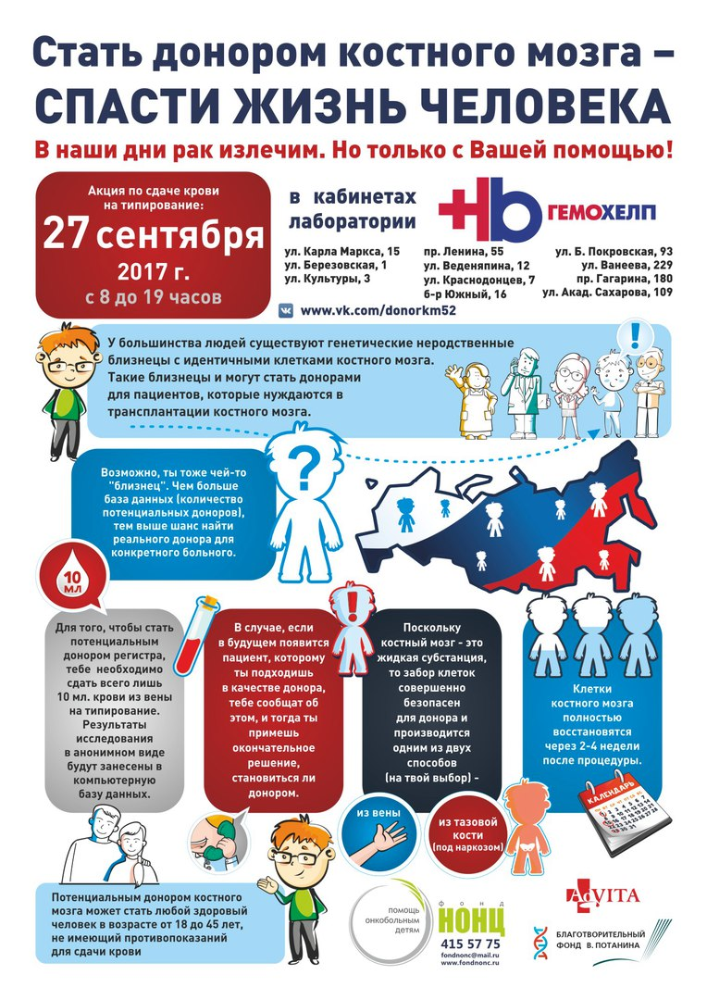 Стать донором костного мозга –
СПАСТИ ЖИЗНЬ ЧЕЛОВЕКА
В наши дни рак излечим. Но только с Вашей помощью!
Акция по сдаче крови
на типирование:
27 сентября
2017 г.
с 8 до 19 часов
в кабинетах
лаборатории
Hb ГЕМОХЕЛП
ул. Карла Маркса, 15
ул. Березовская, 1
ул. Культуры, 3
пр. Ленина, 55
ул. Веденяпина, 12
ул. Краснодонцев, 7
б-р Южный, 16
ул. Б. Покровская, 93
ул. Ванеева, 229
пр. Гагарина, 180
ул. Акад. Сахарова, 109
www.vk.com/donorkm52
У большинства людей существуют генетические неродственные
близнецы с идентичными клетками костного мозга.
Такие близнецы и могут стать донорами
для пациентов, которые нуждаются в
трансплантации костного мозга.
!
?
Возможно, ты тоже чей-то
"близнец". Чем больше
база данных (количество
потенциальных доноров),
тем выше шанс найти
реального донора для
конкретного больного.
10
МЛ
Для того, чтобы стать
потенциальным
донором регистра,
тебе необходимо
сдать всего лишь
10 мл. крови из вены
на типирование.
Результаты
исследования
в анонимном виде
будут занесены в
компьютерную
базу данных.
!
В случае, если
в будущем появится
пациент, которому
ты подходишь
в качестве донора,
тебе сообщат об
этом, и тогда ты
примешь
окончательное
решение,
становиться ли
донором.
Поскольку
костный мозг - это
жидкая субстанция,
то забор клеток
совершенно
безопасен
для донора и
производится
одним из двух
способов
(на твой выбор) -
из вены
из тазовой
кости
(под наркозом)
Клетки
костного мозга
полностью
восстановятся
через 2-4 недели
после процедуры.
КАЛЕНДАРЬ
Потенциальным донором костного
мозга может стать любой здоровый
человек в возрасте от 18 до 45 лет,
не имеющий противопоказаний
для сдачи крови
помощь
онкобольным
детям
фонд
НОНЦ
415 57 75
fondnonc@mail.ru
www.fondnonc.ru
AdVITA
БЛАГОТВОРИТЕЛЬНЫЙ
ФОНД В. ПОТАНИНА